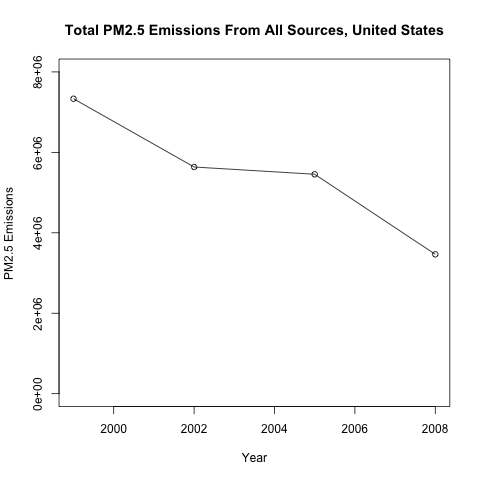 Total PM2.5 Emissions From All Sources, United States
PM2.5 Emissions
8e+06
6e+06
4e+06
2e+06
0e+00
2000 2002 2004 2006 2008
Year